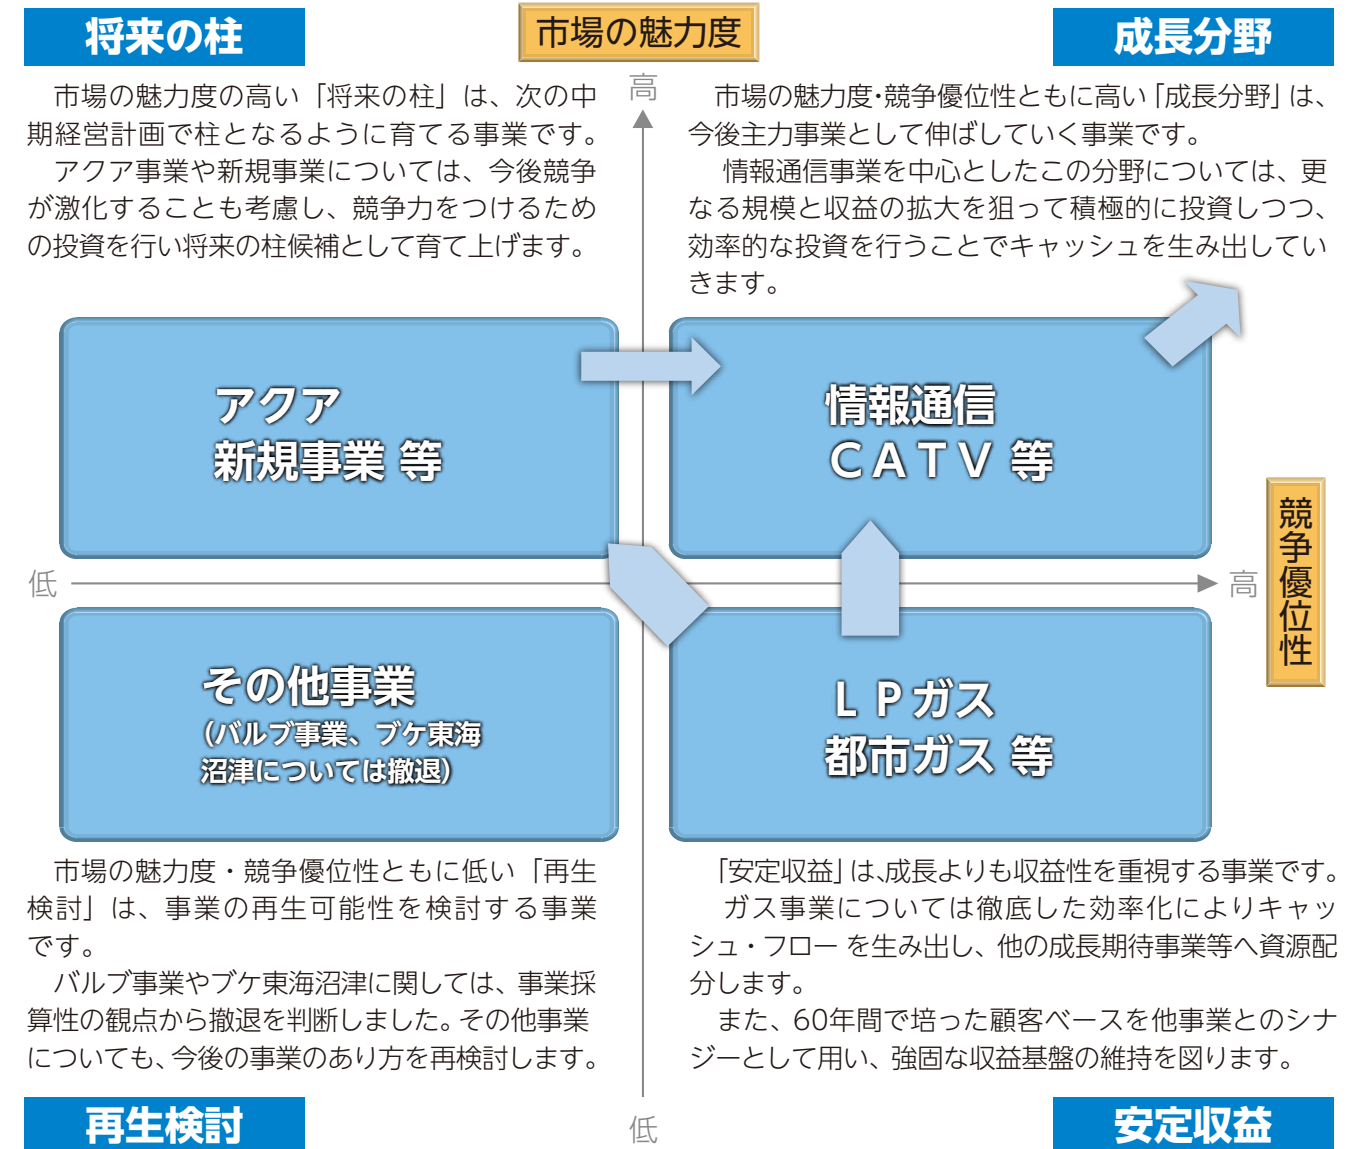 将来の柱
市場の魅力度
成長分野
高
市場の魅力度の高い「将来の柱」は、次の中
期経営計画で柱となるように育てる事業です。
アクア事業や新規事業については、今後競争
が激化することも考慮し、競争力をつけるため
の投資を行い将来の柱候補として育て上げます。
市場の魅力度・競争優位性ともに高い「成長分野」は、
今後主力事業として伸ばしていく事業です。
情報通信事業を中心としたこの分野については、更
なる規模と収益の拡大を狙って積極的に投資しつつ、
効率的な投資を行うことでキャッシュを生み出してい
きます。
アクア
新規事業 等
情報通信
ＣＡＴＶ 等
低
高
競争優位性
その他事業
（バルブ事業、ブケ東海
沼津については撤退）
ＬＰガス
都市ガス 等
市場の魅力度・競争優位性ともに低い「再生
検討」は、事業の再生可能性を検討する事業
です。
バルブ事業やブケ東海沼津に関しては、事業採
算性の観点から撤退を判断しました。その他事業
についても、今後の事業のあり方を再検討します。
「安定収益」は、成長よりも収益性を重視する事業です。
ガス事業については徹底した効率化によりキャッ
シュ・フロー を生み出し、他の成長期待事業等へ資源配
分します。
また、60年間で培った顧客ベースを他事業とのシナ
ジーとして用い、強固な収益基盤の維持を図ります。
再生検討
低
安定収益